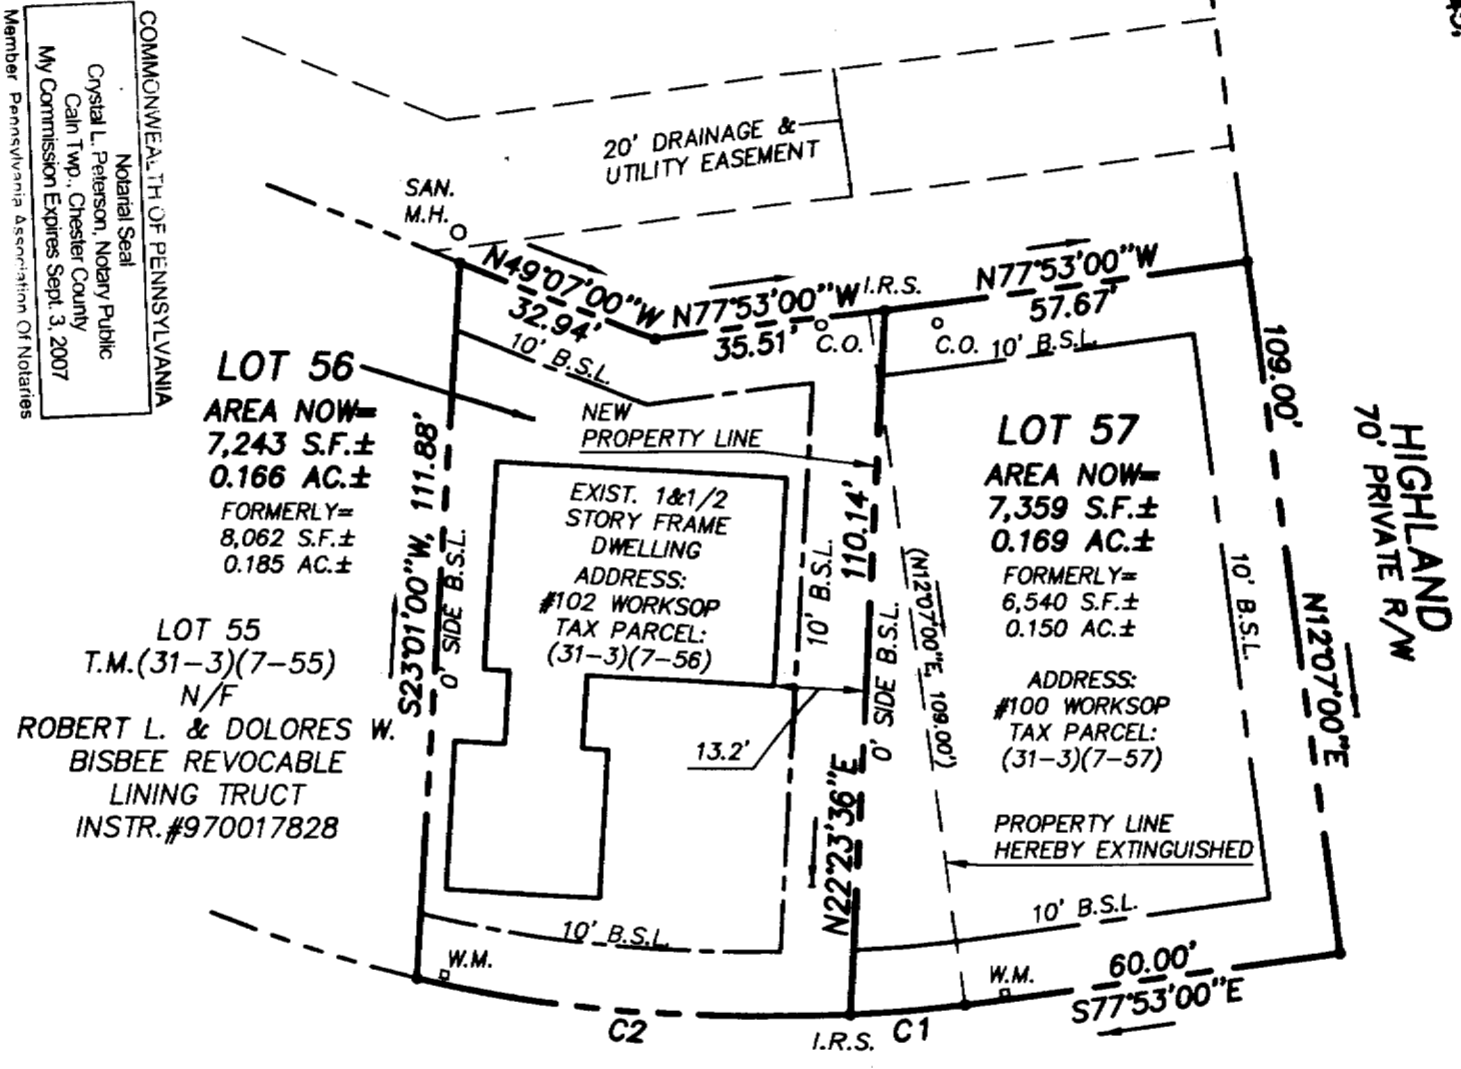 COMMONWEALTH OF PENNSYLVANIA
Notarial Seal
Crystal L. Peterson, Notary Public
Caln Twp., Chester County
My Commission Expires Sept. 3, 2007
Member Pennsylvania Association Of Notaries
20' DRAINAGE &
UTILITY EASEMENT
SAN.
M.H.
N49°07'00"W
32.94'
N77°53'00"W
35.51'
I.R.S.
C.O.
N77°53'00"W
57.67'
C.O.
10' B.S.L.
10' B.S.L.
109.00'
N12°07'00"E
HIGHLAND
70' PRIVATE R/W
LOT 56
AREA NOW=
7,243 S.F.±
0.166 AC.±
FORMERLY=
8,062 S.F.±
0.185 AC.±
S23°01'00"W, 111.88'
0' SIDE B.S.L.
NEW
PROPERTY LINE
EXIST. 1&1/2
STORY FRAME
DWELLING
ADDRESS:
#102 WORKSOP
TAX PARCEL:
(31-3)(7-56)
10' B.S.L.
110.14'
N22°23'36"E
0' SIDE B.S.L.
(N12°07'00"E, 109.00')
13.2'
LOT 57
AREA NOW=
7,359 S.F.±
0.169 AC.±
FORMERLY=
6,540 S.F.±
0.150 AC.±
ADDRESS:
#100 WORKSOP
TAX PARCEL:
(31-3)(7-57)
10' B.S.L.
PROPERTY LINE
HEREBY EXTINGUISHED
LOT 55
T.M.(31-3)(7-55)
N/F
ROBERT L. & DOLORES W.
BISBEE REVOCABLE
LINING TRUCT
INSTR.#970017828
10' B.S.L.
W.M.
C2
I.R.S.
C1
10' B.S.L.
W.M.
60.00'
S77°53'00"E